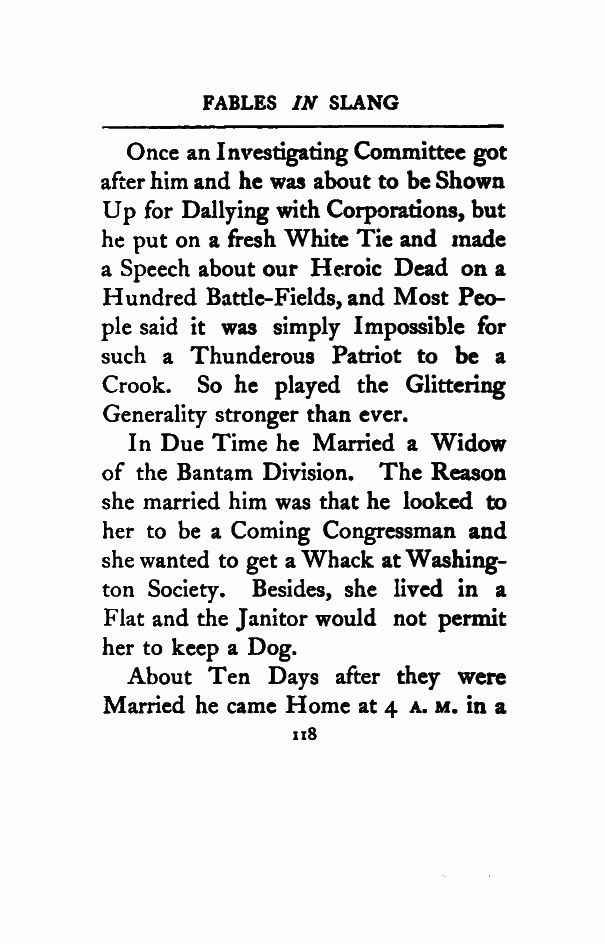 FABLES IN SLANG
Once an Investigating Committee got
after him and he was about to be Shown
Up for Dallying with Corporations, but
he put on a fresh White Tie and made
a Speech about our Heroic Dead on a
Hundred Battle-Fields, and Most Peo-
ple said it was simply Impossible for
such a Thunderous Patriot to be a
Crook. So he played the Glittering
Generality stronger than ever.
In Due Time he Married a Widow
of the Bantam Division. The Reason
she married him was that he looked to
her to be a Coming Congressman and
she wanted to get a Whack at Washing-
ton Society. Besides, she lived in a
Flat and the Janitor would not permit
her to keep a Dog.
About Ten Days after they were
Married he came Home at 4 A. M. in a
118